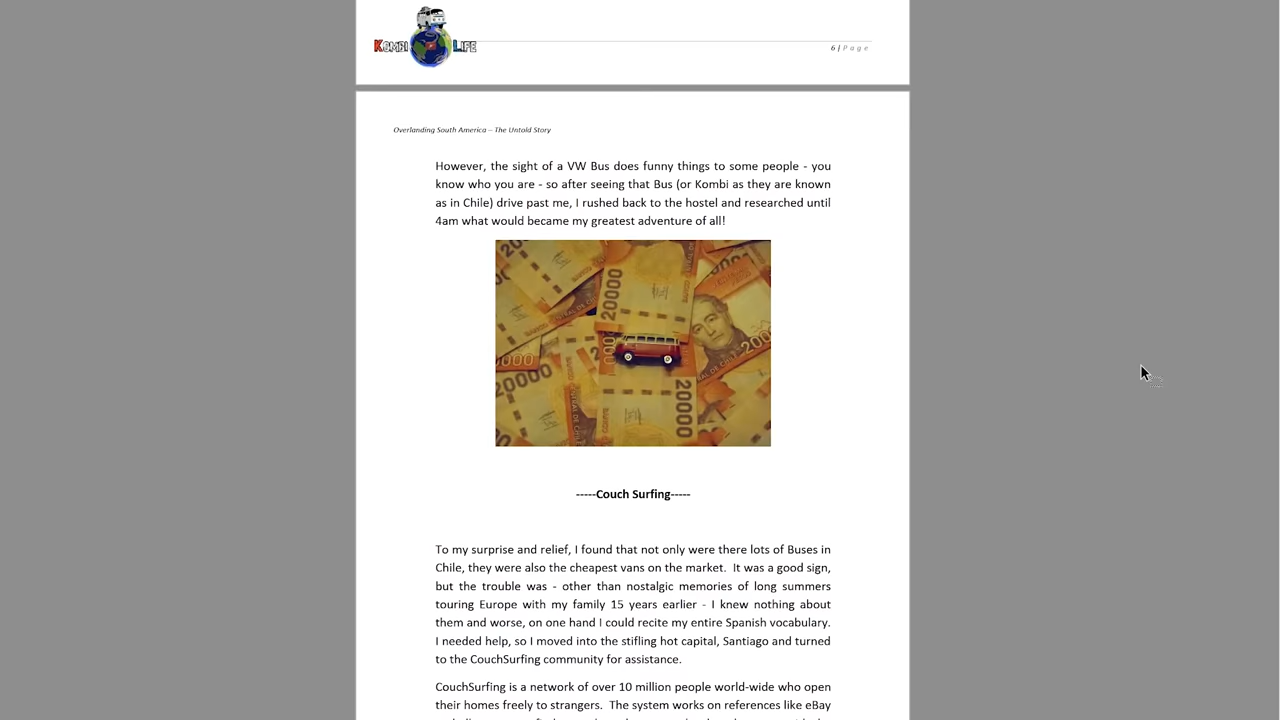 KOMBI LIFE
6 | Page
Overlanding South America – The Untold Story
However, the sight of a VW Bus does funny things to some people - you
know who you are - so after seeing that Bus (or Kombi as they are known
as in Chile) drive past me, I rushed back to the hostel and researched until
4am what would became my greatest adventure of all!
20000
20000
20000
20000
-----Couch Surfing-----
To my surprise and relief, I found that not only were there lots of Buses in
Chile, they were also the cheapest vans on the market.  It was a good sign,
but the trouble was - other than nostalgic memories of long summers
touring Europe with my family 15 years earlier - I knew nothing about
them and worse, on one hand I could recite my entire Spanish vocabulary.
I needed help, so I moved into the stifling hot capital, Santiago and turned
to the CouchSurfing community for assistance.
CouchSurfing is a network of over 10 million people world-wide who open
their homes freely to strangers.  The system works on references like eBay